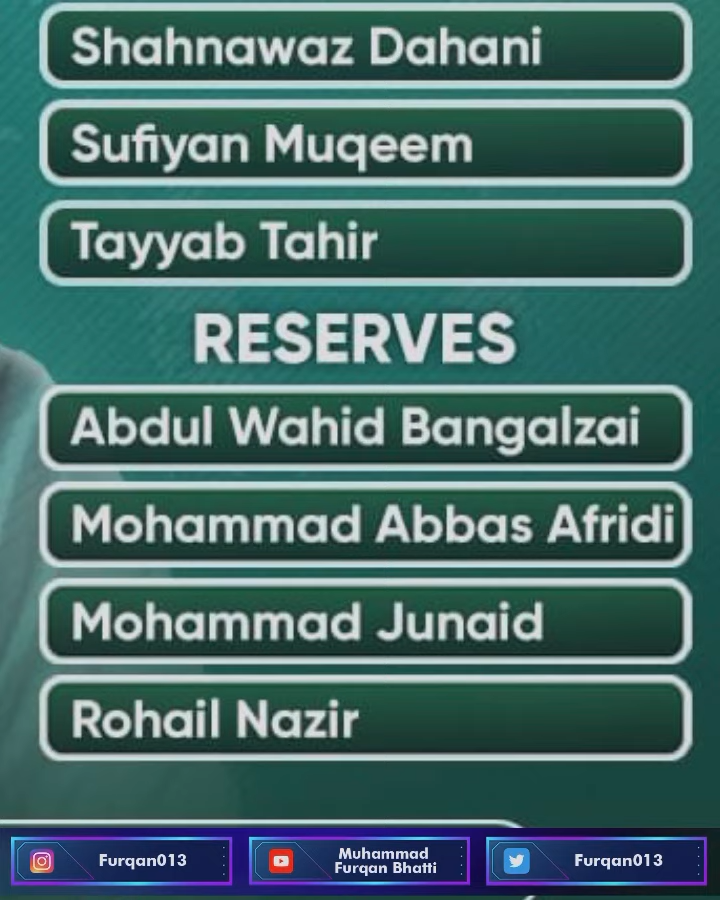 Shahnawaz Dahani
Sufiyan Muqeem
Tayyab Tahir
RESERVES
Abdul Wahid Bangalzai
Mohammad Abbas Afridi
Mohammad Junaid
Rohail Nazir
Furqan013
Muhammad
Furqan Bhatti
Furqan013